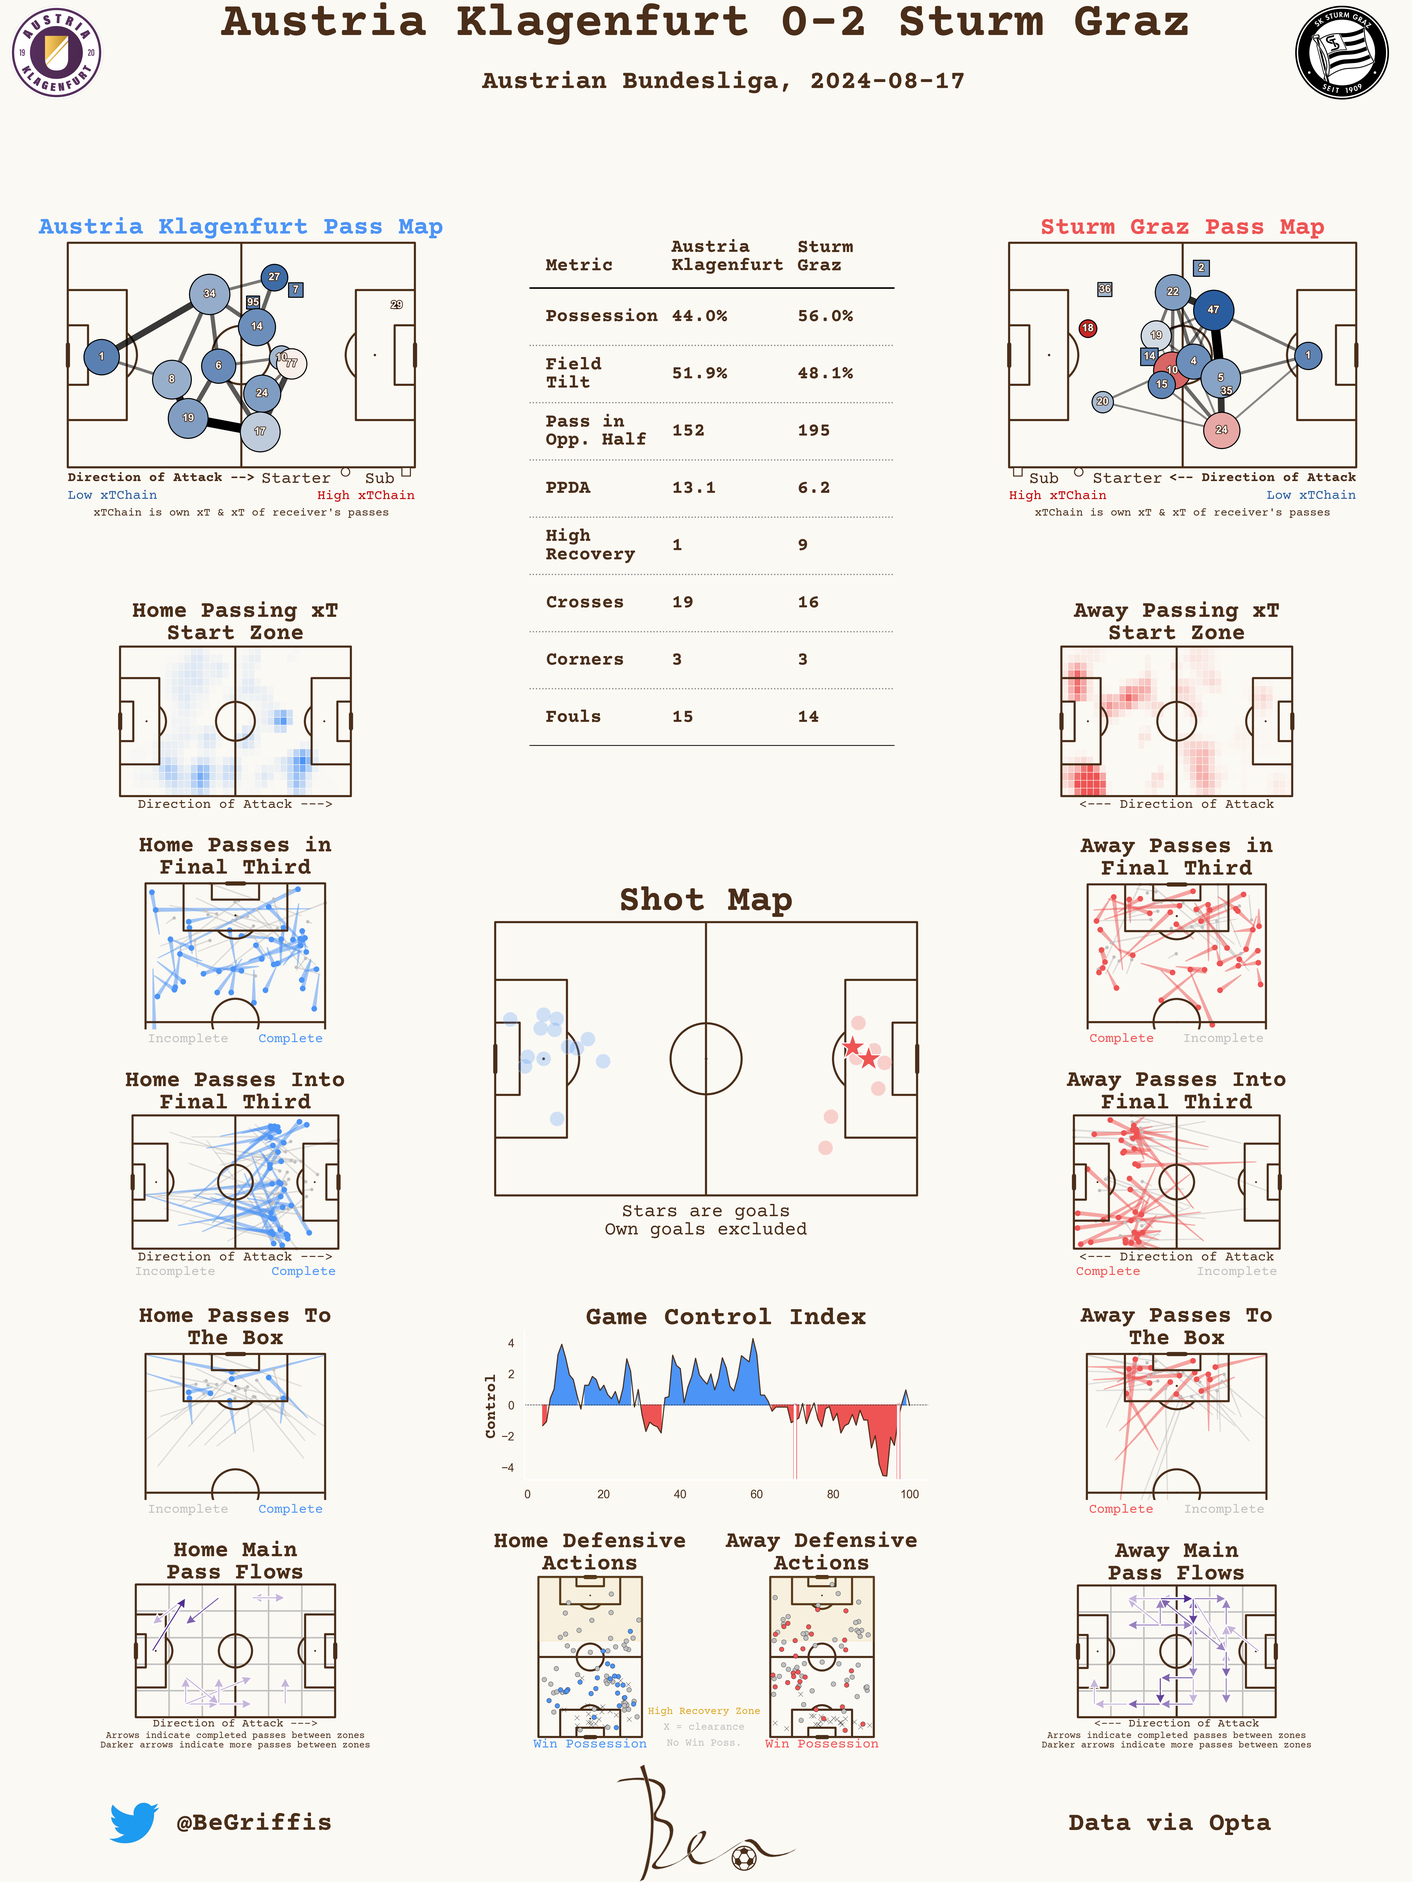 Austria Klagenfurt 0-2 Sturm Graz
Austrian Bundesliga, 2024-08-17
AUSTRIA
19 20
KLAGENFURT
SK STURM GRAZ
SEIT 1909
Austria Klagenfurt Pass Map
27
7
34
95
29
14
1
10
77
6
8
24
19
17
Direction of Attack --> Starter Sub
Low xTChain High xTChain
xTChain is own xT & xT of receiver's passes
Metric Austria Klagenfurt Sturm Graz
Possession 44.0% 56.0%
Field Tilt 51.9% 48.1%
Pass in Opp. Half 152 195
PPDA 13.1 6.2
High Recovery 1 9
Crosses 19 16
Corners 3 3
Fouls 15 14
Sturm Graz Pass Map
2
36
22
47
18
19
14
4
1
10
15
5
35
20
24
Sub Starter <-- Direction of Attack
High xTChain Low xTChain
xTChain is own xT & xT of receiver's passes
Home Passing xT
Start Zone
Direction of Attack --->
Away Passing xT
Start Zone
<--- Direction of Attack
Home Passes in
Final Third
Incomplete Complete
Away Passes in
Final Third
Complete Incomplete
Shot Map
Stars are goals
Own goals excluded
Home Passes Into
Final Third
Direction of Attack --->
Incomplete Complete
Away Passes Into
Final Third
<--- Direction of Attack
Complete Incomplete
Home Passes To
The Box
Incomplete Complete
Game Control Index
Control
4
2
0
−2
−4
0 20 40 60 80 100
Away Passes To
The Box
Complete Incomplete
Home Main
Pass Flows
Direction of Attack --->
Arrows indicate completed passes between zones
Darker arrows indicate more passes between zones
Home Defensive
Actions
Win Possession
High Recovery Zone
X = clearance
No Win Poss.
Away Defensive
Actions
Win Possession
Away Main
Pass Flows
<--- Direction of Attack
Arrows indicate completed passes between zones
Darker arrows indicate more passes between zones
@BeGriffis
Ben
Data via Opta